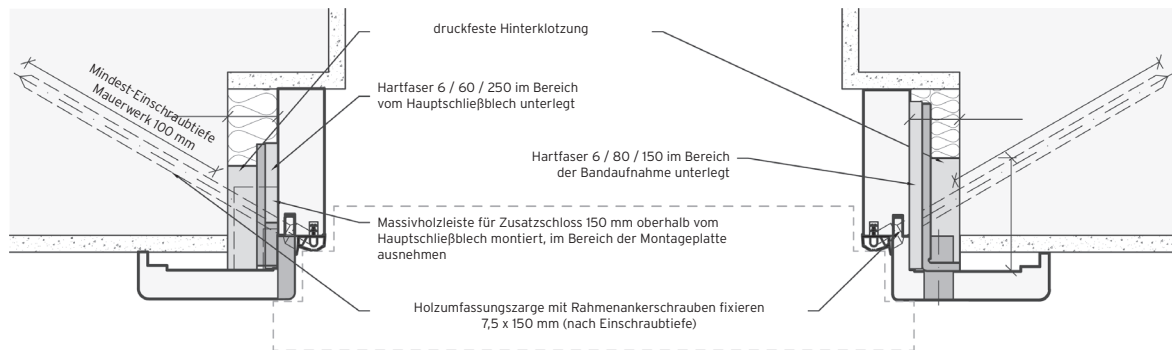 druckfeste Hinterklotzung
Mindest-Einschraubtiefe
Mauerwerk 100 mm
Hartfaser 6 / 60 / 250 im Bereich
vom Hauptschließblech unterlegt
Hartfaser 6 / 80 / 150 im Bereich
der Bandaufnahme unterlegt
Massivholzleiste für Zusatzschloss 150 mm oberhalb vom
Hauptschließblech montiert, im Bereich der Montageplatte
ausnehmen
Holzumfassungszarge mit Rahmenankerschrauben fixieren
7,5 x 150 mm (nach Einschraubtiefe)